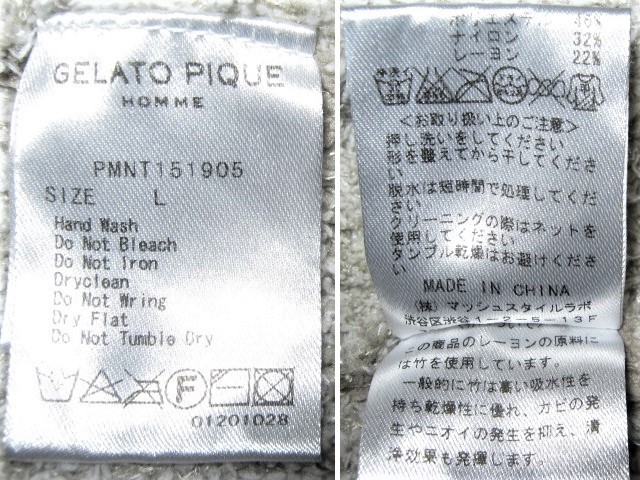 GELATO PIQUE
HOMME
PMNT151905
SIZE L
Hand Wash
Do Not Bleach
Do Not Iron
Dryclean
Do Not Wring
Dry Flat
Do Not Tumble Dry
F
01201028
ポリエステル 46%
ナイロン 32%
レーヨン 22%
<お取り扱い上のご注意>
押し洗いをしてください
形を整えてから干してくださ
い
脱水は短時間で処理してくだ
さい
クリーニングの際はネットを
使用してください
タンブル乾燥はお避けくださ
い
MADE IN CHINA
(株)マッシュスタイルラボ
渋谷区渋谷1-2-5-13F
この商品のレーヨンの原料に
は竹を使用しています。
一般的に竹は高い吸水性を
持ち乾燥性に優れ、カビの発
生やニオイの発生を抑え、清
浄効果も発揮します。